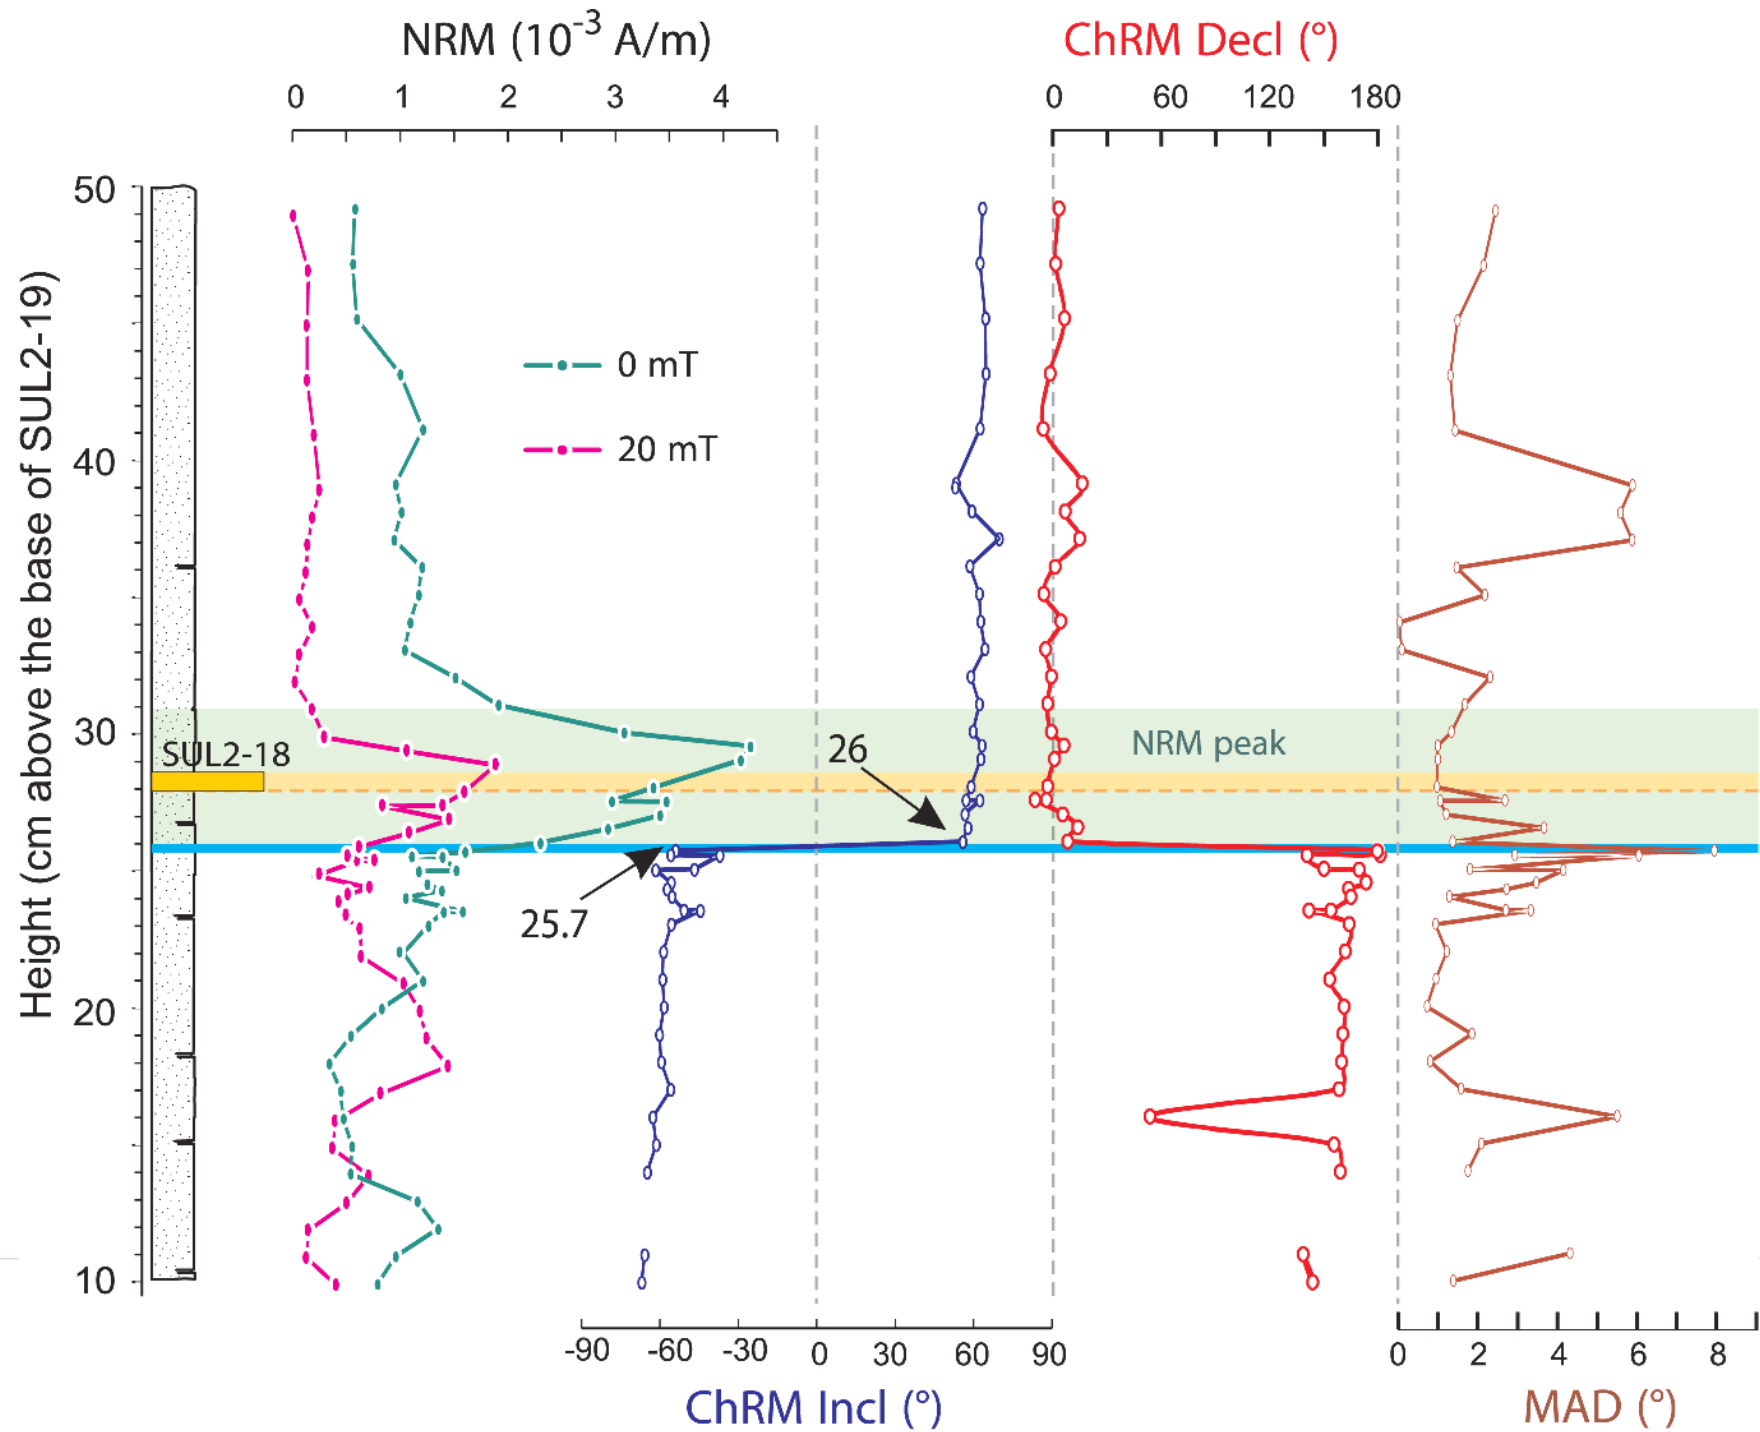 NRM (10-3 A/m)
ChRM Decl (°)
0 1 2 3 4
0 60 120 180
50
40
30
20
10
Height (cm above the base of SUL2-19)
0 mT
20 mT
SUL2-18
26
NRM peak
25.7
-90 -60 -30 0 30 60 90
0 2 4 6 8
ChRM Incl (°)
MAD (°)